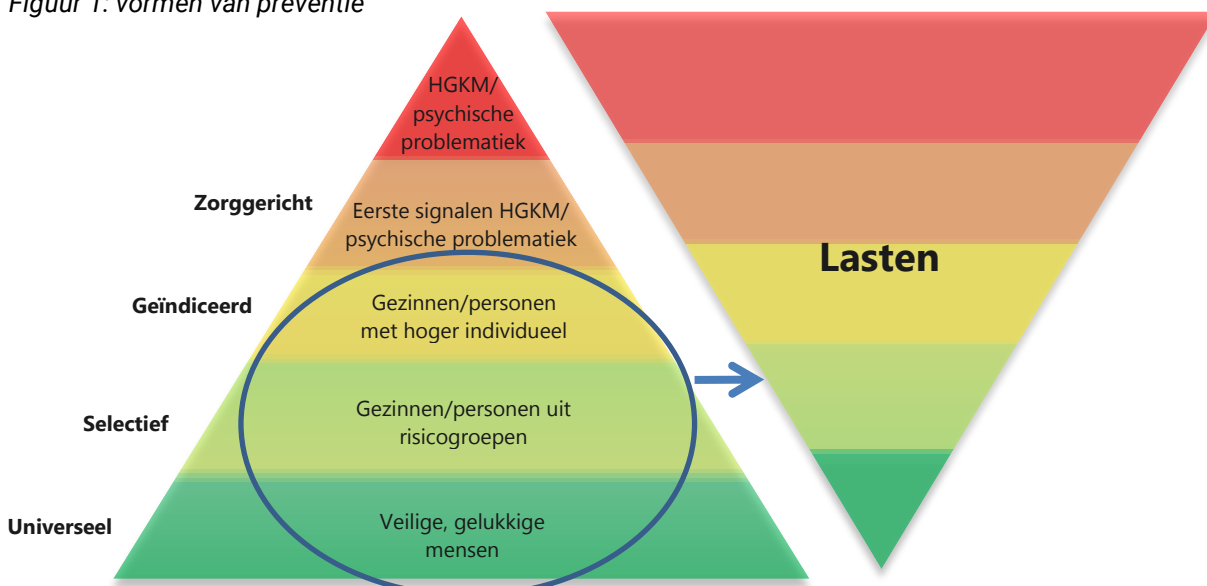 Figuur 1: vormen van preventie
HGKM/
psychische
problematiek
Zorggericht
Eerste signalen HGKM/
psychische problematiek
Lasten
Geïndiceerd
Gezinnen/personen
met hoger individueel
Selectief
Gezinnen/personen uit
risicogroepen
Universeel
Veilige, gelukkige
mensen